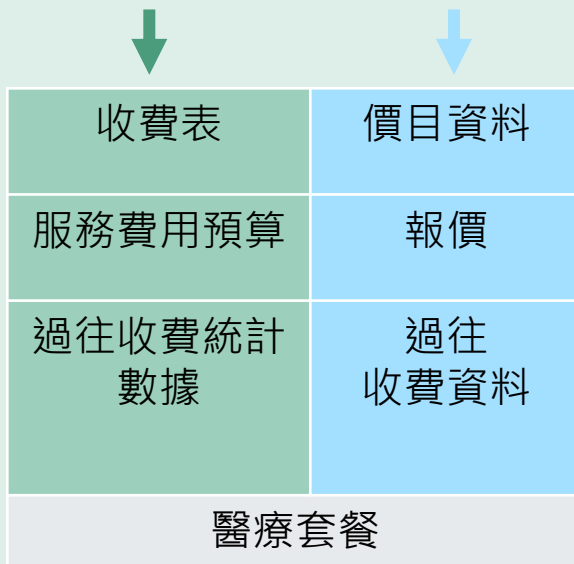 收費表
價目資料
服務費用預算
報價
過往收費統計
數據
過往
收費資料
醫療套餐